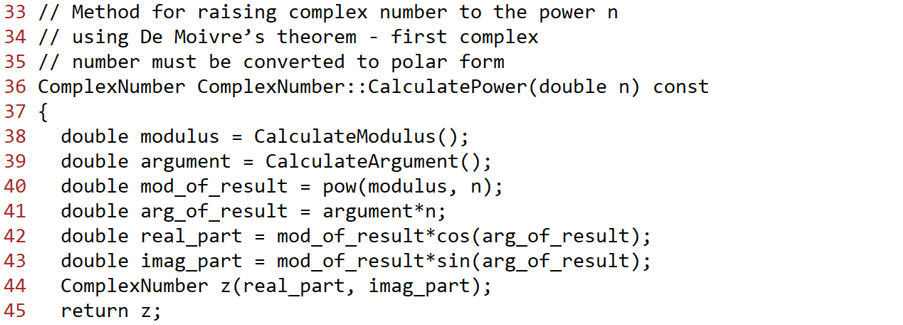 33 // Method for raising complex number to the power n
34 // using De Moivre’s theorem - first complex
35 // number must be converted to polar form
36 ComplexNumber ComplexNumber::CalculatePower(double n) const
37 {
38   double modulus = CalculateModulus();
39   double argument = CalculateArgument();
40   double mod_of_result = pow(modulus, n);
41   double arg_of_result = argument*n;
42   double real_part = mod_of_result*cos(arg_of_result);
43   double imag_part = mod_of_result*sin(arg_of_result);
44   ComplexNumber z(real_part, imag_part);
45   return z;